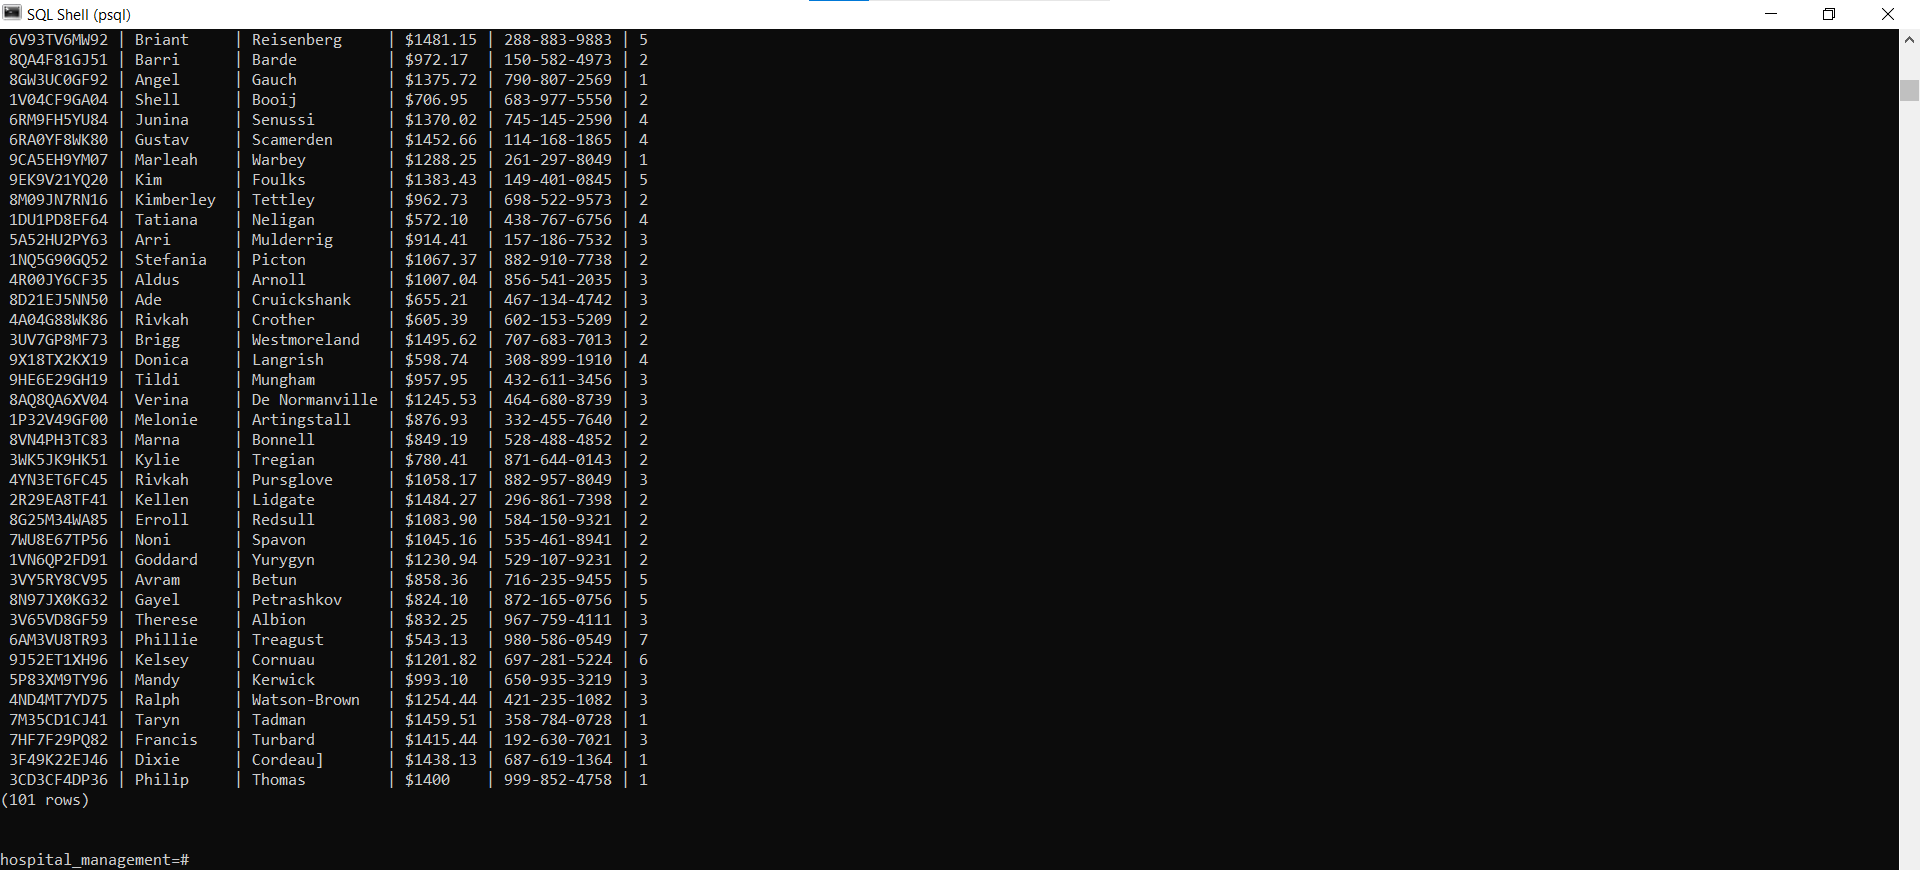 SQL Shell (psql)
6V93TV6MW92 | Briant | Reisenberg | $1481.15 | 288-883-9883 | 5
8QA4F81GJ51 | Barri | Barde | $972.17 | 150-582-4973 | 2
8GW3UC0GF92 | Angel | Gauch | $1375.72 | 790-807-2569 | 1
1V04CF9GA04 | Shell | Booij | $706.95 | 683-977-5550 | 2
6RM9FH5YU84 | Junina | Senussi | $1370.02 | 745-145-2590 | 4
6RA0YF8WK80 | Gustav | Scamerden | $1452.66 | 114-168-1865 | 4
9CA5EH9YM07 | Marleah | Warbey | $1288.25 | 261-297-8049 | 1
9EK9V21YQ20 | Kim | Foulks | $1383.43 | 149-401-0845 | 5
8M09JN7RN16 | Kimberley | Tettley | $962.73 | 698-522-9573 | 2
1DU1PD8EF64 | Tatiana | Neligan | $572.10 | 438-767-6756 | 4
5A52HU2PY63 | Arri | Mulderrig | $914.41 | 157-186-7532 | 3
1NQ5G90GQ52 | Stefania | Picton | $1067.37 | 882-910-7738 | 2
4R00JY6CF35 | Aldus | Arnoll | $1007.04 | 856-541-2035 | 3
8D21EJ5NN50 | Ade | Cruickshank | $655.21 | 467-134-4742 | 3
4A04G88WK86 | Rivkah | Crother | $605.39 | 602-153-5209 | 2
3UV7GP8MF73 | Brigg | Westmoreland | $1495.62 | 707-683-7013 | 2
9X18TX2KX19 | Donica | Langrish | $598.74 | 308-899-1910 | 4
9HE6E29GH19 | Tildi | Mungham | $957.95 | 432-611-3456 | 3
8AQ8QA6XV04 | Verina | De Normanville | $1245.53 | 464-680-8739 | 3
1P32V49GF00 | Melonie | Artingstall | $876.93 | 332-455-7640 | 2
8VN4PH3TC83 | Marna | Bonnell | $849.19 | 528-488-4852 | 2
3WK5JK9HK51 | Kylie | Tregian | $780.41 | 871-644-0143 | 2
4YN3ET6FC45 | Rivkah | Pursglove | $1058.17 | 882-957-8049 | 3
2R29EA8TF41 | Kellen | Lidgate | $1484.27 | 296-861-7398 | 2
8G25M34WA85 | Erroll | Redsull | $1083.90 | 584-150-9321 | 2
7WU8E67TP56 | Noni | Spavon | $1045.16 | 535-461-8941 | 2
1VN6QP2FD91 | Goddard | Yurygyn | $1230.94 | 529-107-9231 | 2
3VY5RY8CV95 | Avram | Betun | $858.36 | 716-235-9455 | 5
8N97JX0KG32 | Gayel | Petrashkov | $824.10 | 872-165-0756 | 5
3V65VD8GF59 | Therese | Albion | $832.25 | 967-759-4111 | 3
6AM3VU8TR93 | Phillie | Treagust | $543.13 | 980-586-0549 | 7
9J52ET1XH96 | Kelsey | Cornuau | $1201.82 | 697-281-5224 | 6
5P83XM9TY96 | Mandy | Kerwick | $993.10 | 650-935-3219 | 3
4ND4MT7YD75 | Ralph | Watson-Brown | $1254.44 | 421-235-1082 | 3
7M35CD1CJ41 | Taryn | Tadman | $1459.51 | 358-784-0728 | 1
7HF7F29PQ82 | Francis | Turbard | $1415.44 | 192-630-7021 | 3
3F49K22EJ46 | Dixie | Cordeau] | $1438.13 | 687-619-1364 | 1
3CD3CF4DP36 | Philip | Thomas | $1400 | 999-852-4758 | 1
(101 rows)
hospital_management=#